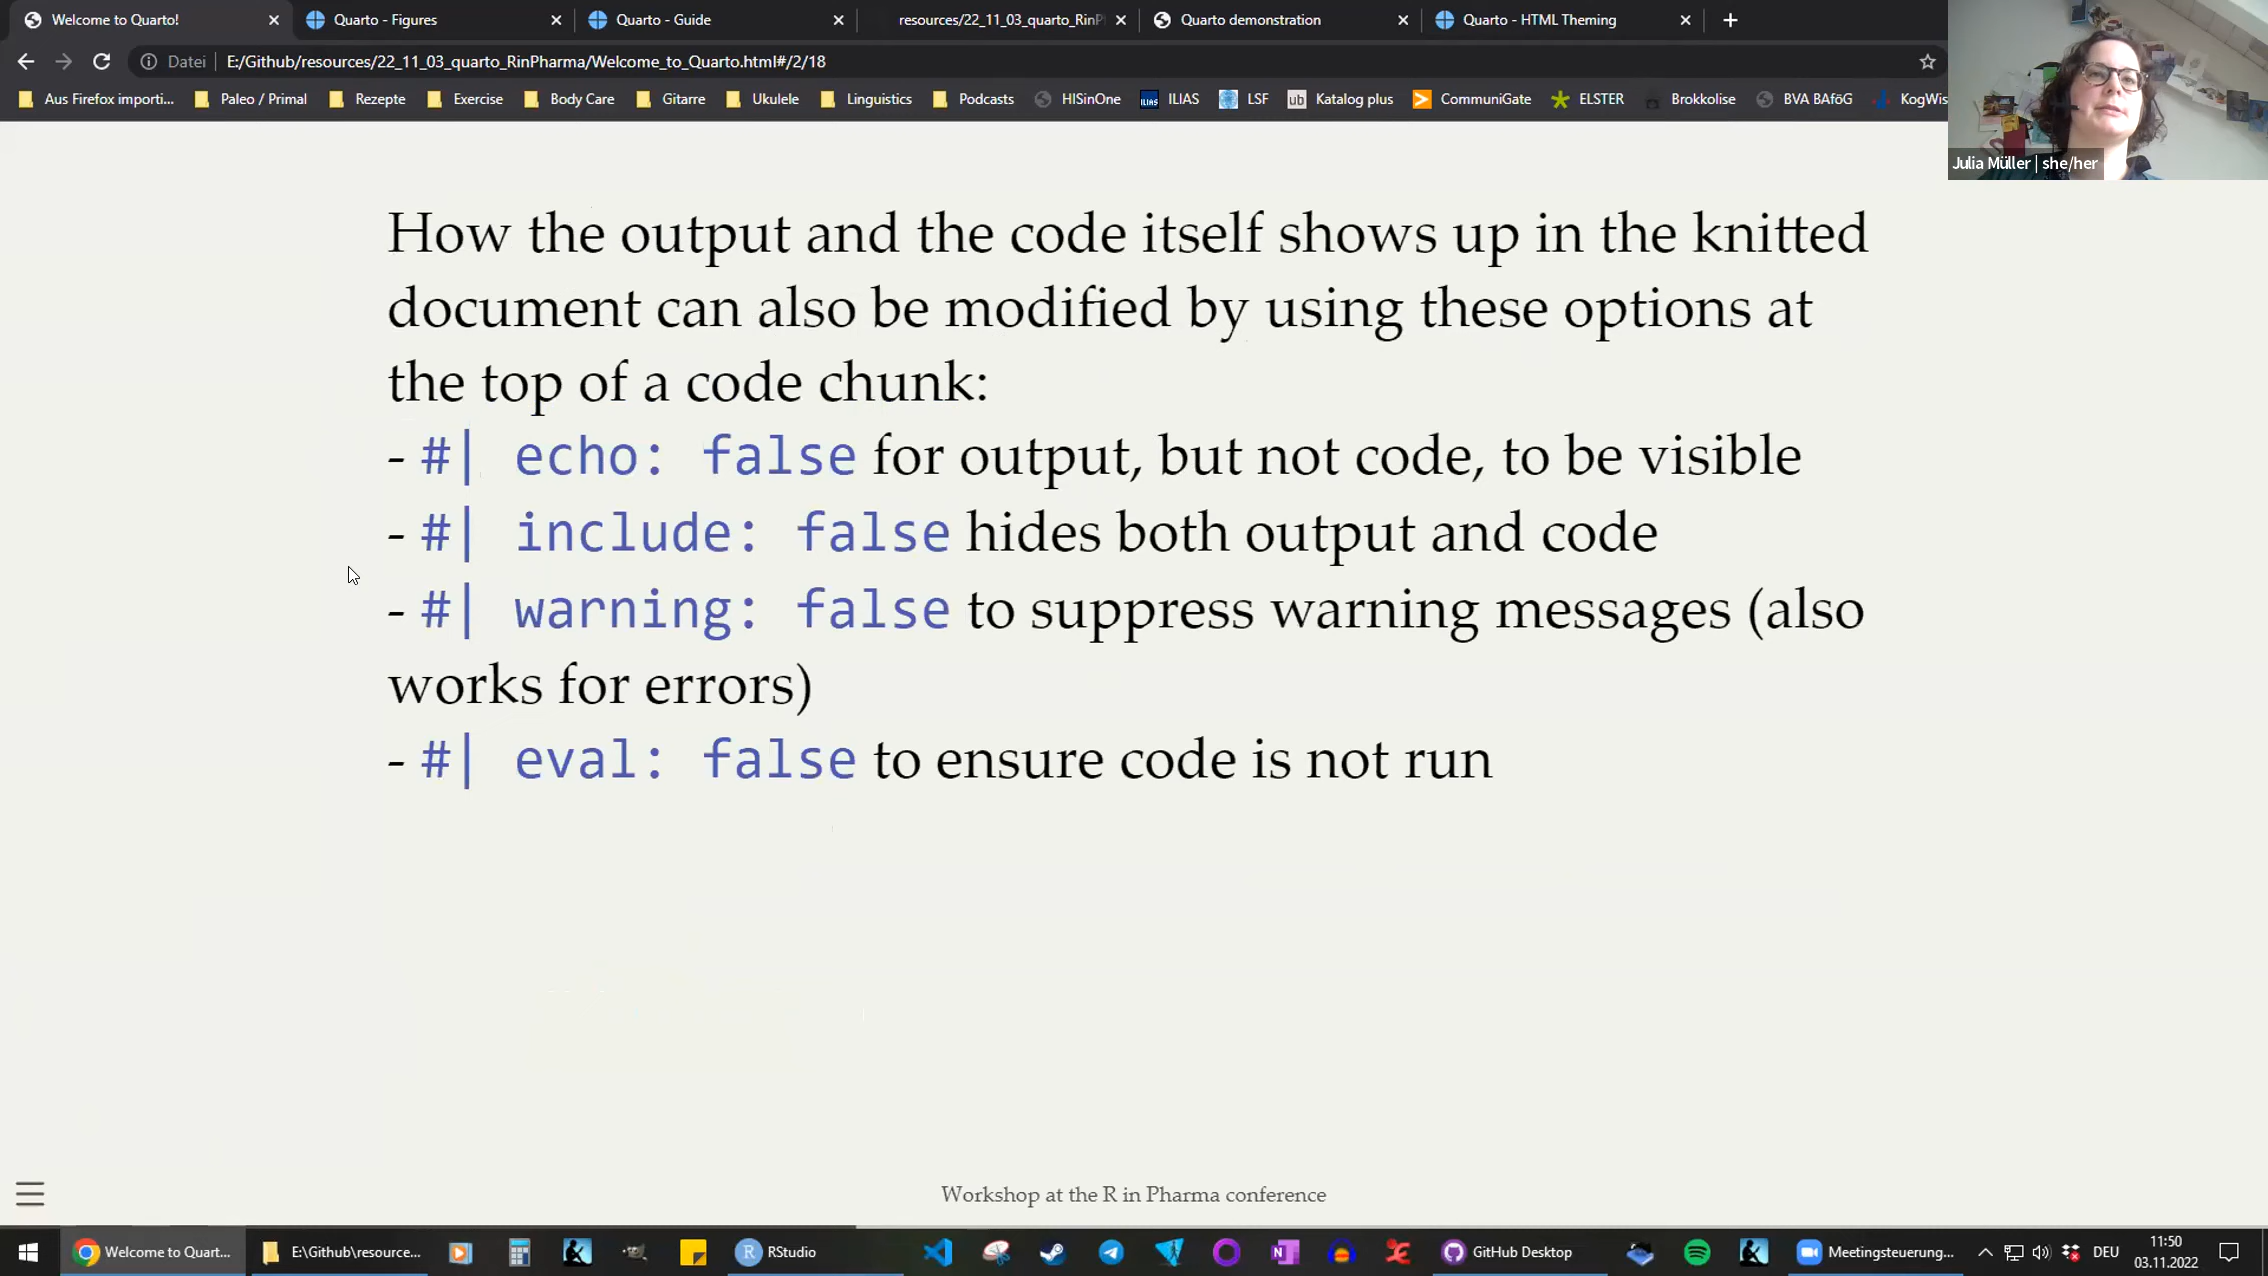 Welcome to Quarto!
Quarto - Figures
Quarto - Guide
resources/22_11_03_quarto_RinP
Quarto demonstration
Quarto - HTML Theming
Datei
E:/Github/resources/22_11_03_quarto_RinPharma/Welcome_to_Quarto.html#/2/18
Aus Firefox importi...
Paleo / Primal
Rezepte
Exercise
Body Care
Gitarre
Ukulele
Linguistics
Podcasts
HISinOne
ILIAS
ILIAS
LSF
ub
Katalog plus
CommuniGate
ELSTER
Brokkolise
BVA BAföG
KogWis
Julia Müller | she/her
How the output and the code itself shows up in the knitted
document can also be modified by using these options at
the top of a code chunk:
- #| echo: false for output, but not code, to be visible
- #| include: false hides both output and code
- #| warning: false to suppress warning messages (also
works for errors)
- #| eval: false to ensure code is not run
Workshop at the R in Pharma conference
Welcome to Quart...
E:\Github\resource...
R
RStudio
N
GitHub Desktop
Meetingsteuerung...
DEU
11:50
03.11.2022